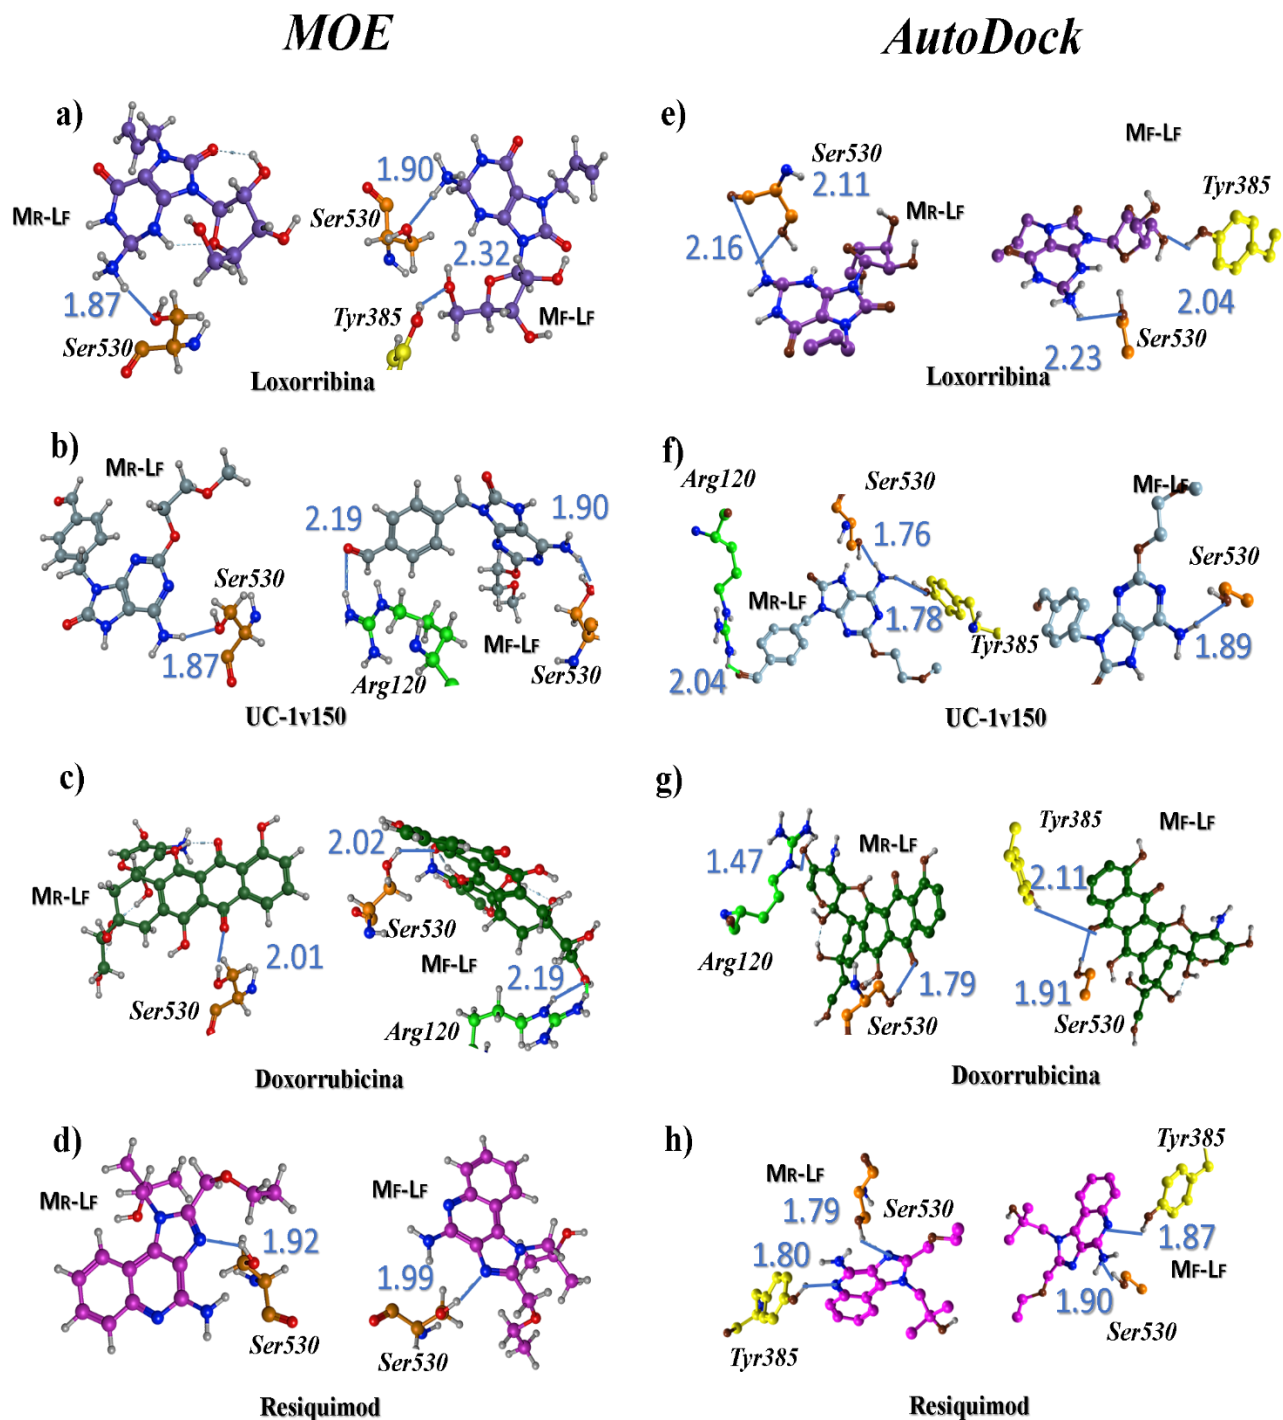 MOE
AutoDock
a)
MR-LF
1.87
Ser530
1.90
Ser530
2.32
Tyr385
MF-LF
Loxorribina
e)
Ser530
2.11
MR-LF
2.16
MF-LF
Tyr385
2.04
Ser530
2.23
Loxorribina
b)
MR-LF
Ser530
1.87
2.19
1.90
MF-LF
Arg120
Ser530
UC-1v150
f)
Arg120
Ser530
1.76
MR-LF
1.78
Tyr385
2.04
MF-LF
Ser530
1.89
UC-1v150
c)
MR-LF
2.01
Ser530
2.02
Ser530
MF-LF
2.19
Arg120
Doxorrubicina
g)
1.47
MR-LF
Arg120
1.79
Ser530
Tyr385
MF-LF
2.11
1.91
Ser530
Doxorrubicina
d)
MR-LF
1.92
Ser530
MF-LF
1.99
Ser530
Resiquimod
h)
MR-LF
1.79
Ser530
1.80
Tyr385
Tyr385
1.87
MF-LF
1.90
Ser530
Resiquimod